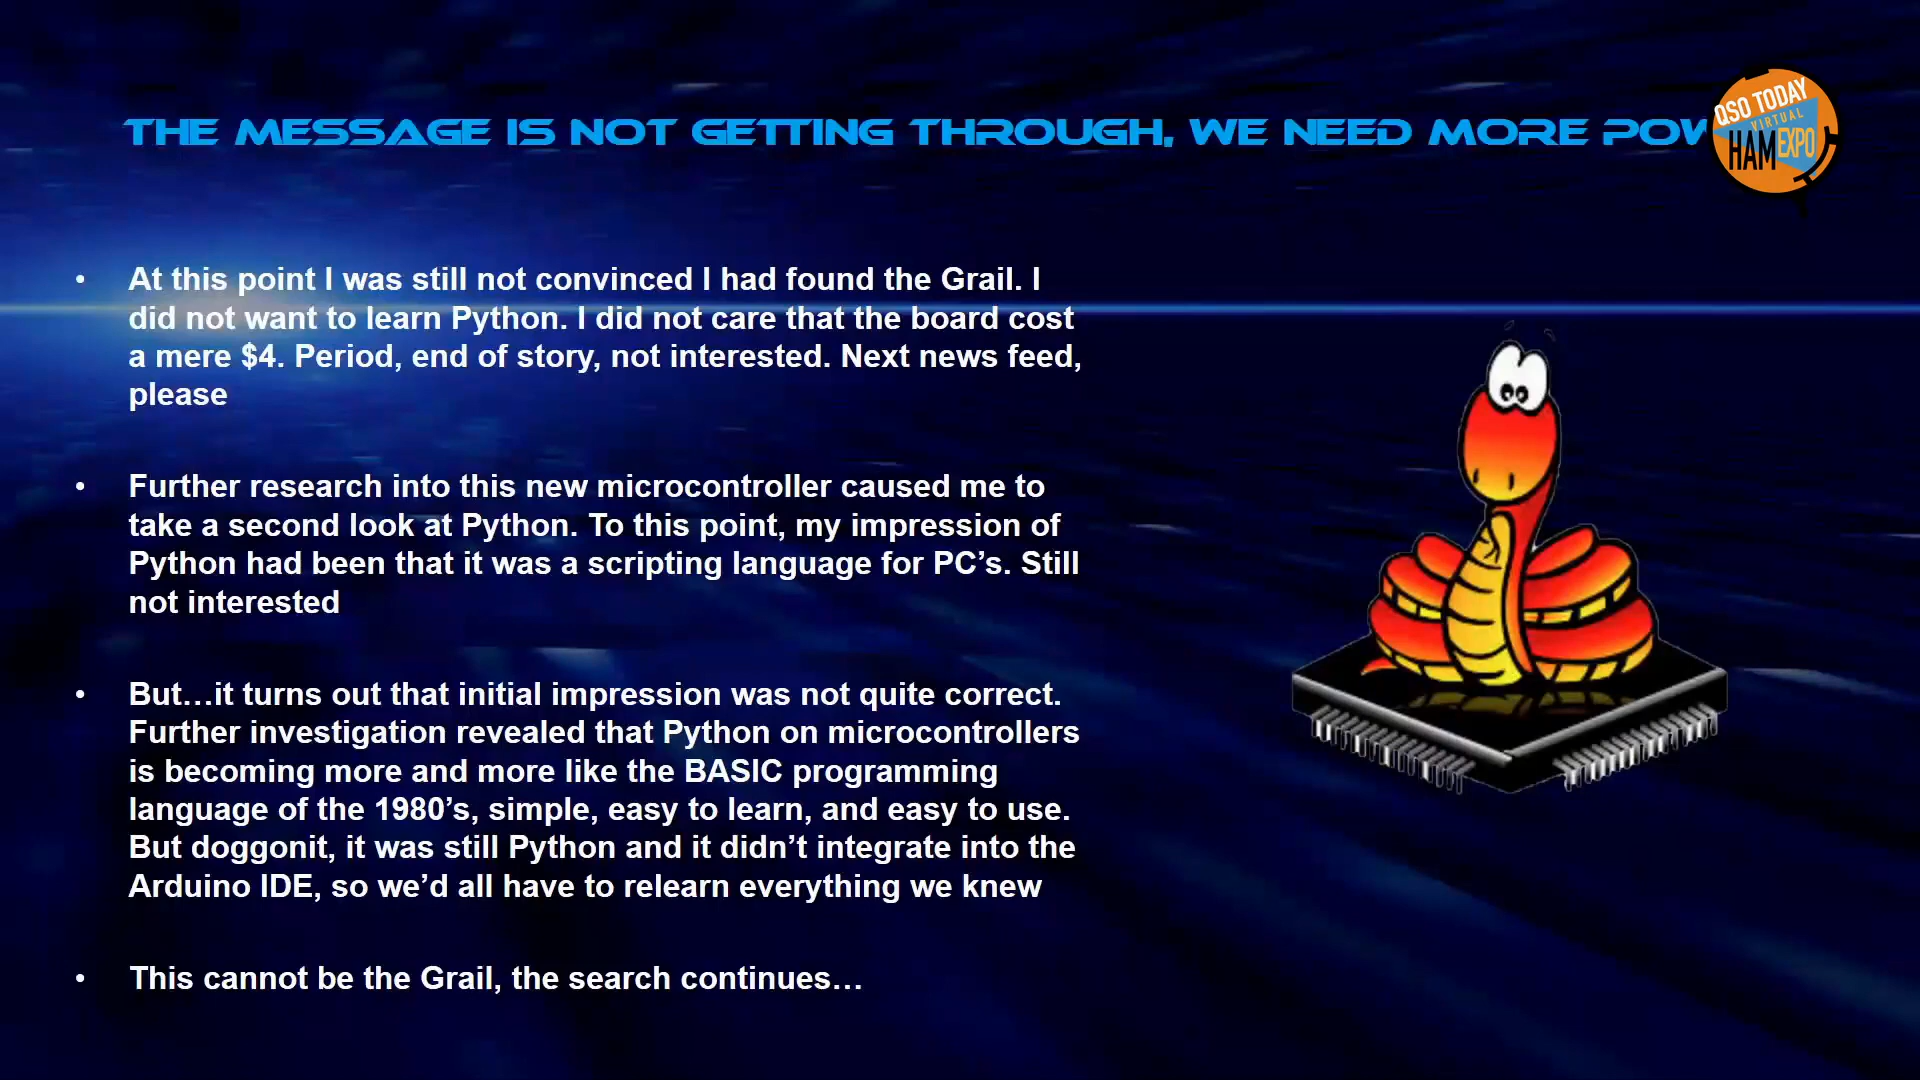 THE MESSAGE IS NOT GETTING THROUGH, WE NEED MORE POW
QSO TODAY
VIRTUAL
HAM EXPO
• At this point I was still not convinced I had found the Grail. I
did not want to learn Python. I did not care that the board cost
a mere $4. Period, end of story, not interested. Next news feed,
please
• Further research into this new microcontroller caused me to
take a second look at Python. To this point, my impression of
Python had been that it was a scripting language for PC’s. Still
not interested
• But…it turns out that initial impression was not quite correct.
Further investigation revealed that Python on microcontrollers
is becoming more and more like the BASIC programming
language of the 1980’s, simple, easy to learn, and easy to use.
But doggonit, it was still Python and it didn’t integrate into the
Arduino IDE, so we’d all have to relearn everything we knew
• This cannot be the Grail, the search continues…